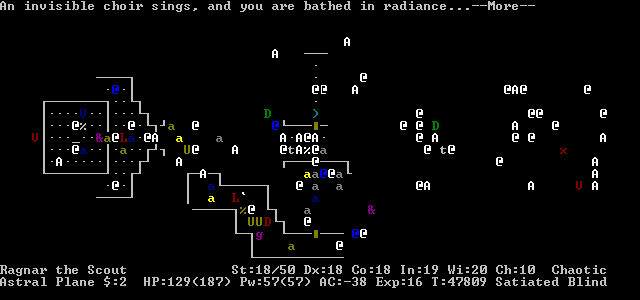 An invisible choir sings, and you are bathed in radiance...--More--
Ragnar the Scout St:18/50 Dx:18 Co:18 In:19 Wi:20 Ch:10 Chaotic
Astral Plane $:2 HP:129(187) Pw:57(57) AC:-38 Exp:16 T:47809 Satiated Blind